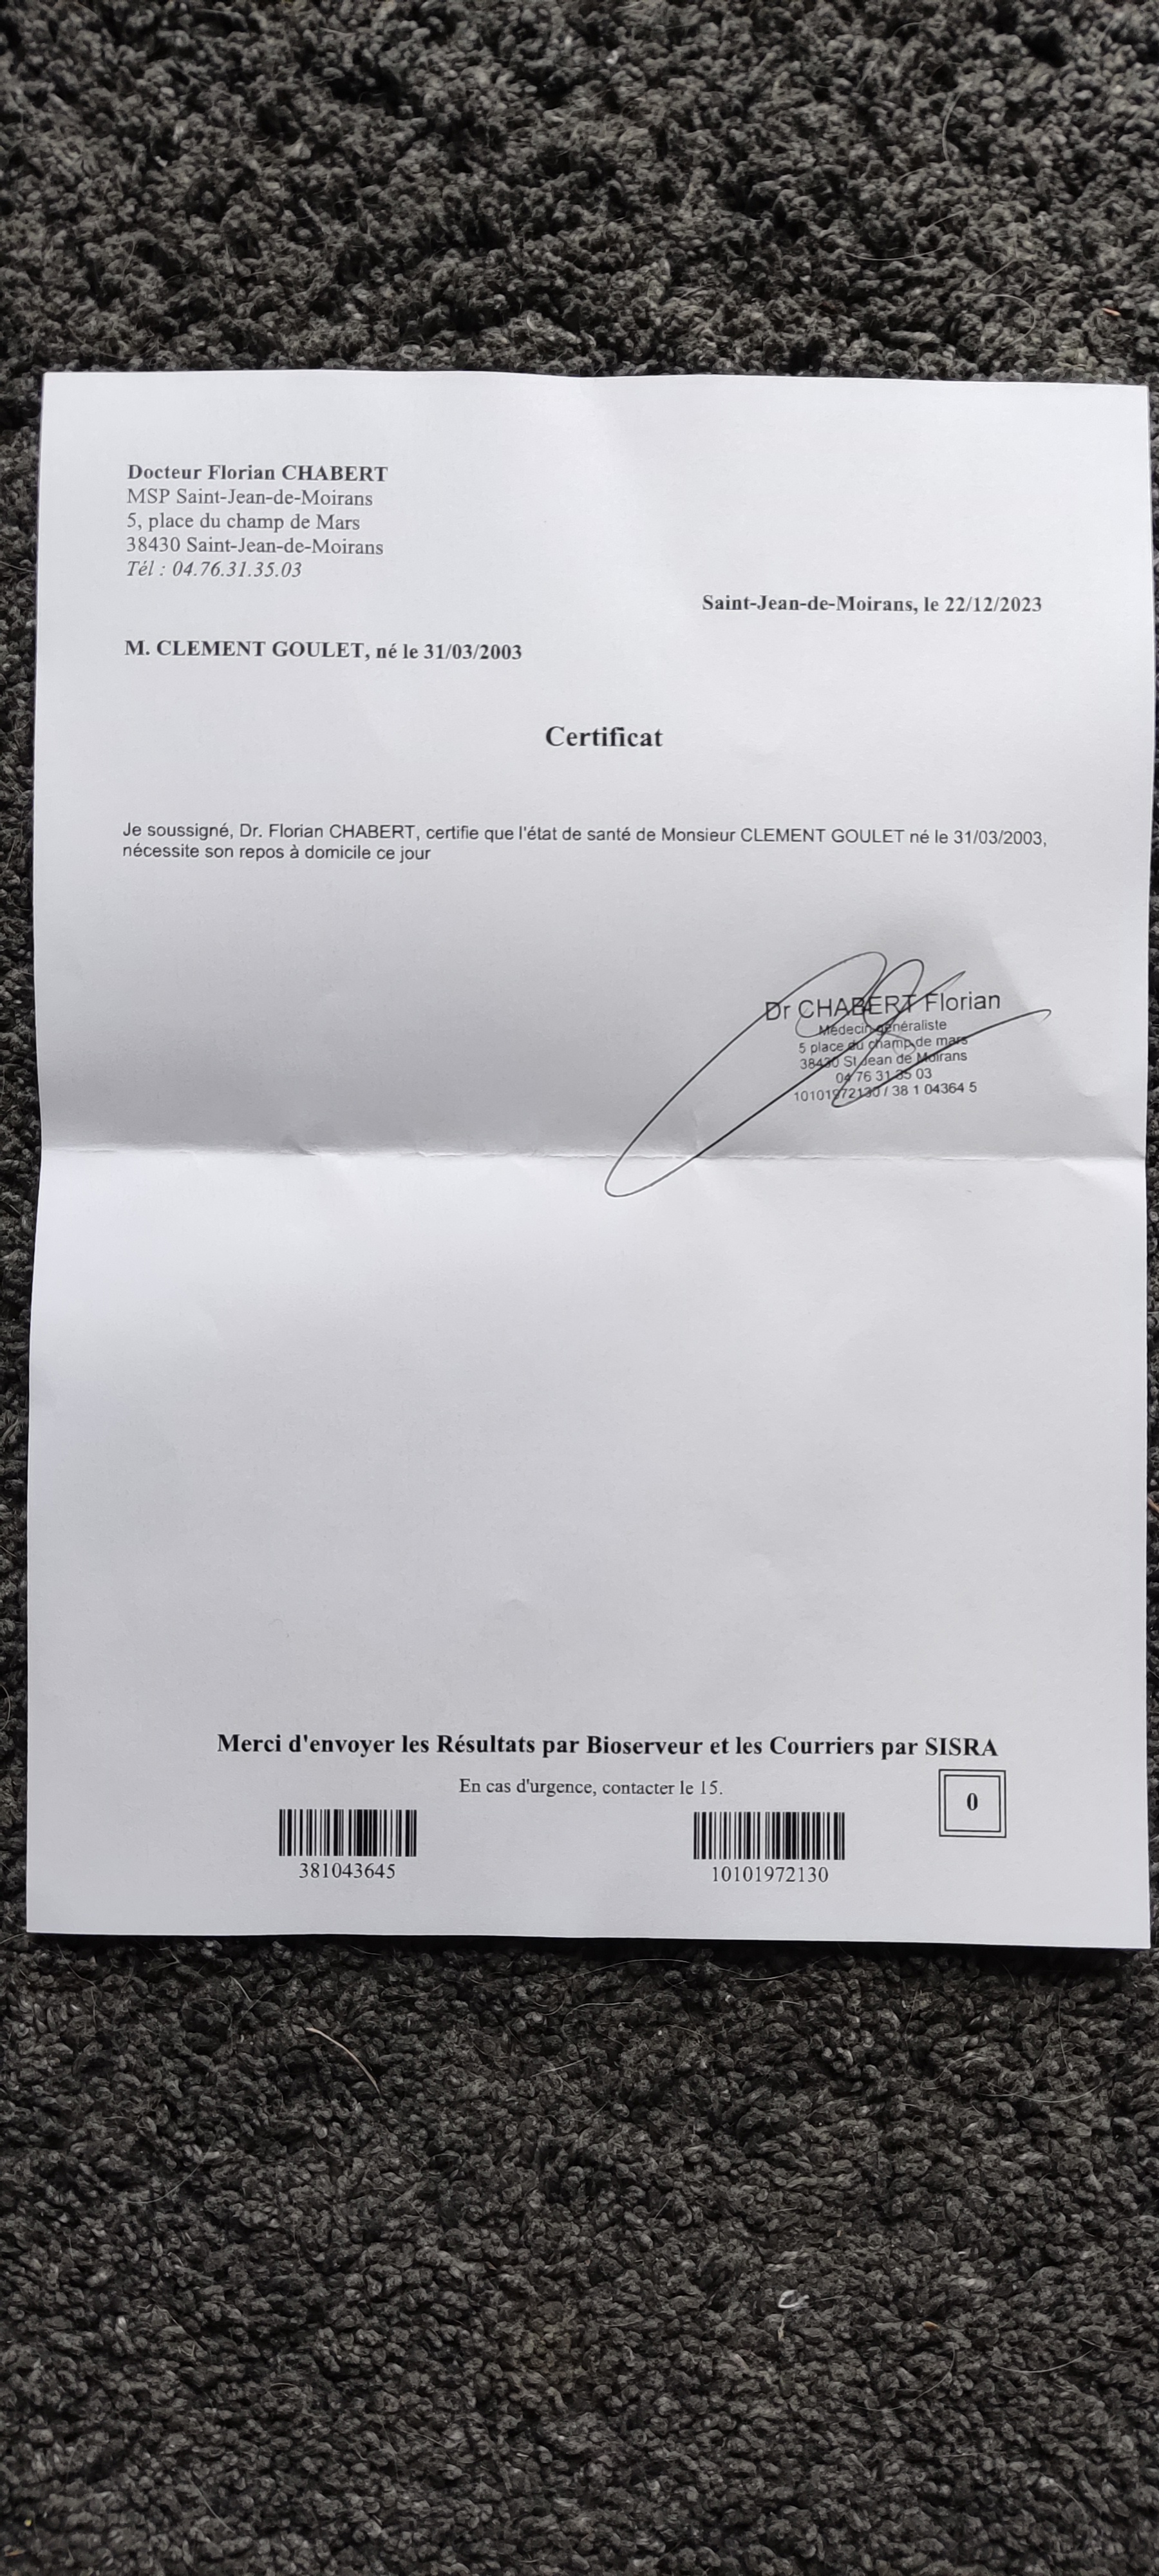 Docteur Florian CHABERT
MSP Saint-Jean-de-Moirans
5, place du champ de Mars
38430 Saint-Jean-de-Moirans
Tél : 04.76.31.35.03
Saint-Jean-de-Moirans, le 22/12/2023
M. CLEMENT GOULET, né le 31/03/2003
Certificat
Je soussigné, Dr. Florian CHABERT, certifie que l'état de santé de Monsieur CLEMENT GOULET né le 31/03/2003,
nécessite son repos à domicile ce jour
Dr CHABERT Florian
Médecin généraliste
5 place du champ de mars
38430 St Jean de Moirans
04 76 31 35 03
10101972130 / 38 1 04364 5
Merci d'envoyer les Résultats par Bioserveur et les Courriers par SISRA
En cas d'urgence, contacter le 15.
0
381043645
10101972130